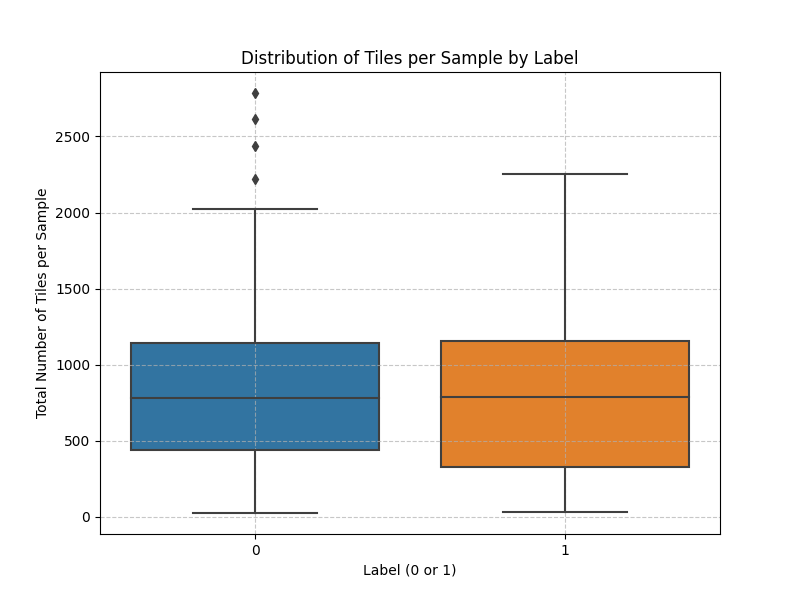 Distribution of Tiles per Sample by Label
Total Number of Tiles per Sample
2500
2000
1500
1000
500
0
0 1
Label (0 or 1)